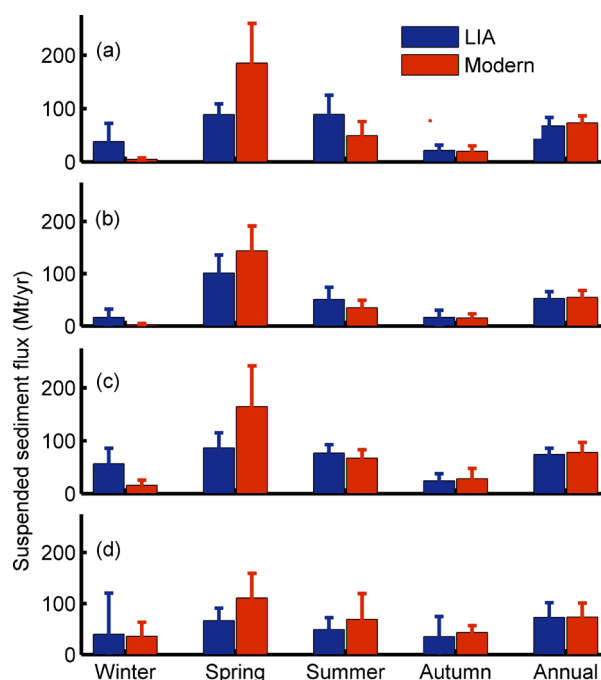 LIA
Modern
(a)
200
100
0
(b)
200
100
0
(c)
200
100
0
(d)
200
100
0
Suspended sediment flux (Mt/yr)
Winter Spring Summer Autumn Annual